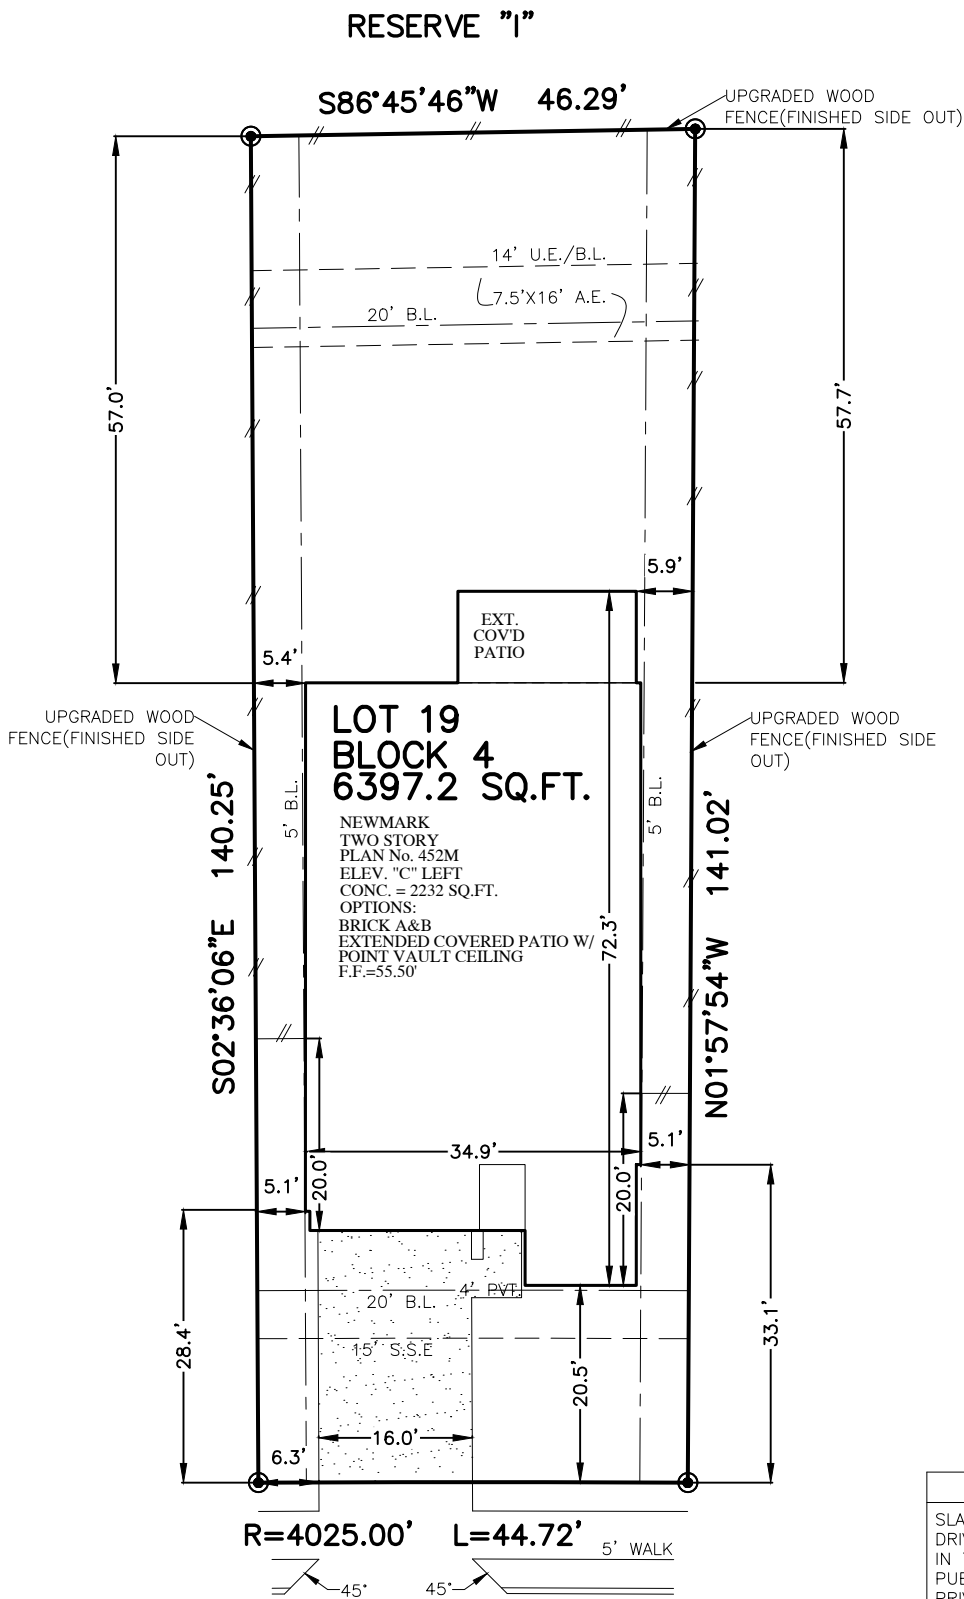 RESERVE "I"
S86°45'46"W 46.29'
UPGRADED WOOD
FENCE(FINISHED SIDE OUT)
14' U.E./B.L.
7.5'X16' A.E.
20' B.L.
57.0'
57.7'
5.9'
EXT.
COV'D
PATIO
5.4'
UPGRADED WOOD
FENCE(FINISHED SIDE
OUT)
LOT 19
BLOCK 4
6397.2 SQ.FT.
UPGRADED WOOD
FENCE(FINISHED SIDE
OUT)
5' B.L.
5' B.L.
NEWMARK
TWO STORY
PLAN No. 452M
ELEV. "C" LEFT
CONC. = 2232 SQ.FT.
OPTIONS:
BRICK A&B
EXTENDED COVERED PATIO W/
POINT VAULT CEILING
F.F.=55.50'
72.3'
S02°36'06"E 140.25'
N01°57'54"W 141.02'
34.9'
5.1'
5.1'
20.0'
20.0'
4' PVT.
20' B.L.
15' S.S.E
28.4'
33.1'
20.5'
16.0'
6.3'
R=4025.00' L=44.72'
5' WALK
45°
45°
SLA
DRI
IN